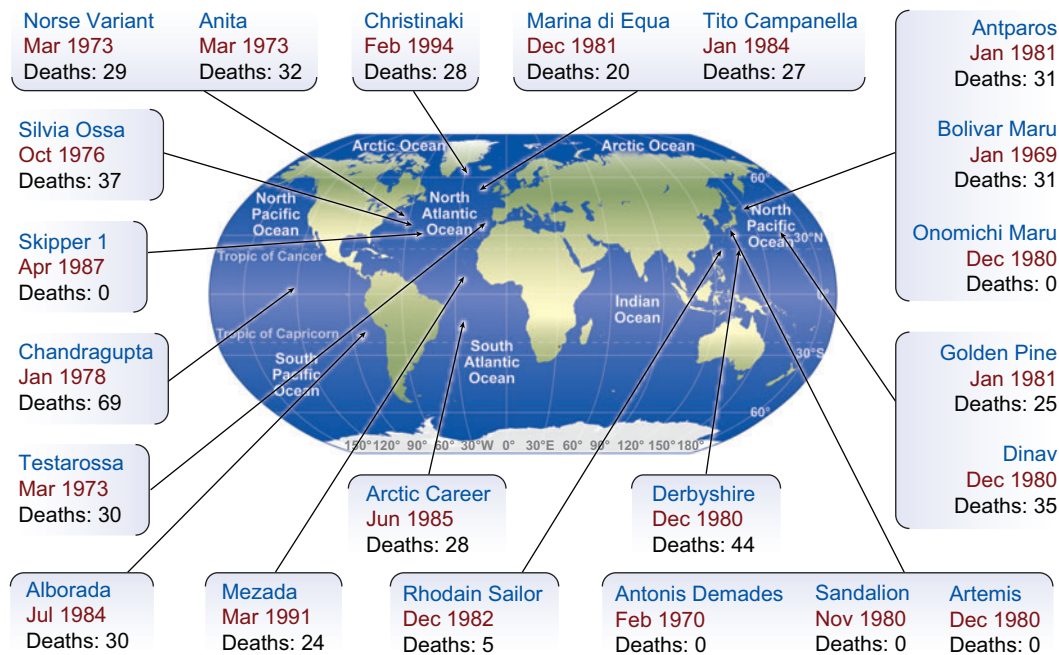 Norse Variant
Mar 1973
Deaths: 29
Anita
Mar 1973
Deaths: 32
Christinaki
Feb 1994
Deaths: 28
Marina di Equa
Dec 1981
Deaths: 20
Tito Campanella
Jan 1984
Deaths: 27
Antparos
Jan 1981
Deaths: 31
Bolivar Maru
Jan 1969
Deaths: 31
Onomichi Maru
Dec 1980
Deaths: 0
Silvia Ossa
Oct 1976
Deaths: 37
Skipper 1
Apr 1987
Deaths: 0
Chandragupta
Jan 1978
Deaths: 69
Testarossa
Mar 1973
Deaths: 30
Arctic Ocean
Arctic Ocean
60°
North
Pacific
Ocean
North
Atlantic
Ocean
North
Pacific
Ocean
30°N
Tropic of Cancer
Indian
Ocean
0°
Tropic of Capricorn
South
Pacific
Ocean
South
Atlantic
Ocean
30°S
60°
150° 120° 90° 60° 30°W 0° 30°E 60° 90° 120° 150° 180°
Golden Pine
Jan 1981
Deaths: 25
Dinav
Dec 1980
Deaths: 35
Arctic Career
Jun 1985
Deaths: 28
Derbyshire
Dec 1980
Deaths: 44
Alborada
Jul 1984
Deaths: 30
Mezada
Mar 1991
Deaths: 24
Rhodain Sailor
Dec 1982
Deaths: 5
Antonis Demades
Feb 1970
Deaths: 0
Sandalion
Nov 1980
Deaths: 0
Artemis
Dec 1980
Deaths: 0